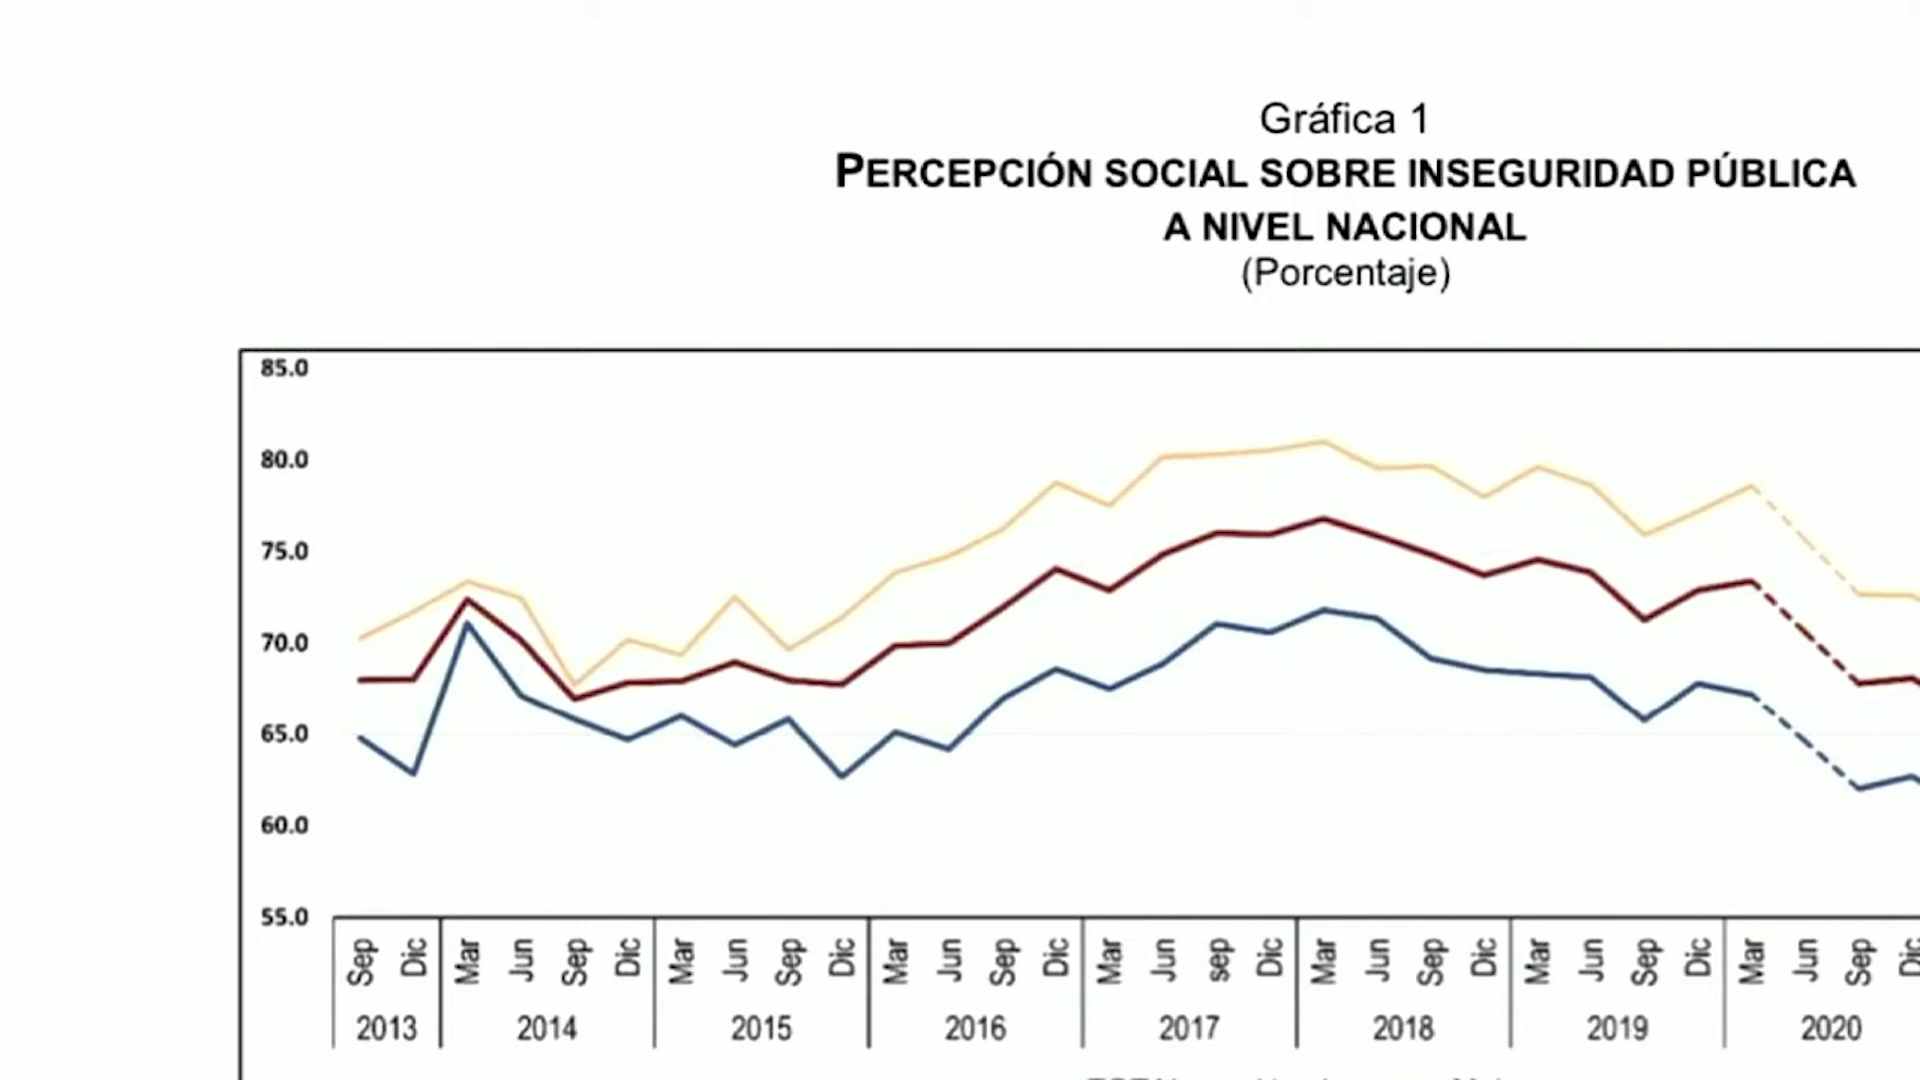 Gráfica 1
PERCEPCIÓN SOCIAL SOBRE INSEGURIDAD PÚBLICA
A NIVEL NACIONAL
(Porcentaje)
85.0
80.0
75.0
70.0
65.0
60.0
55.0
Sep Dic Mar Jun Sep Dic Mar Jun Sep Dic Mar Jun Sep Dic Mar Jun sep Dic Mar Jun Sep Dic Mar Jun Sep Dic Mar Jun Sep Dic
2013 2014 2015 2016 2017 2018 2019 2020